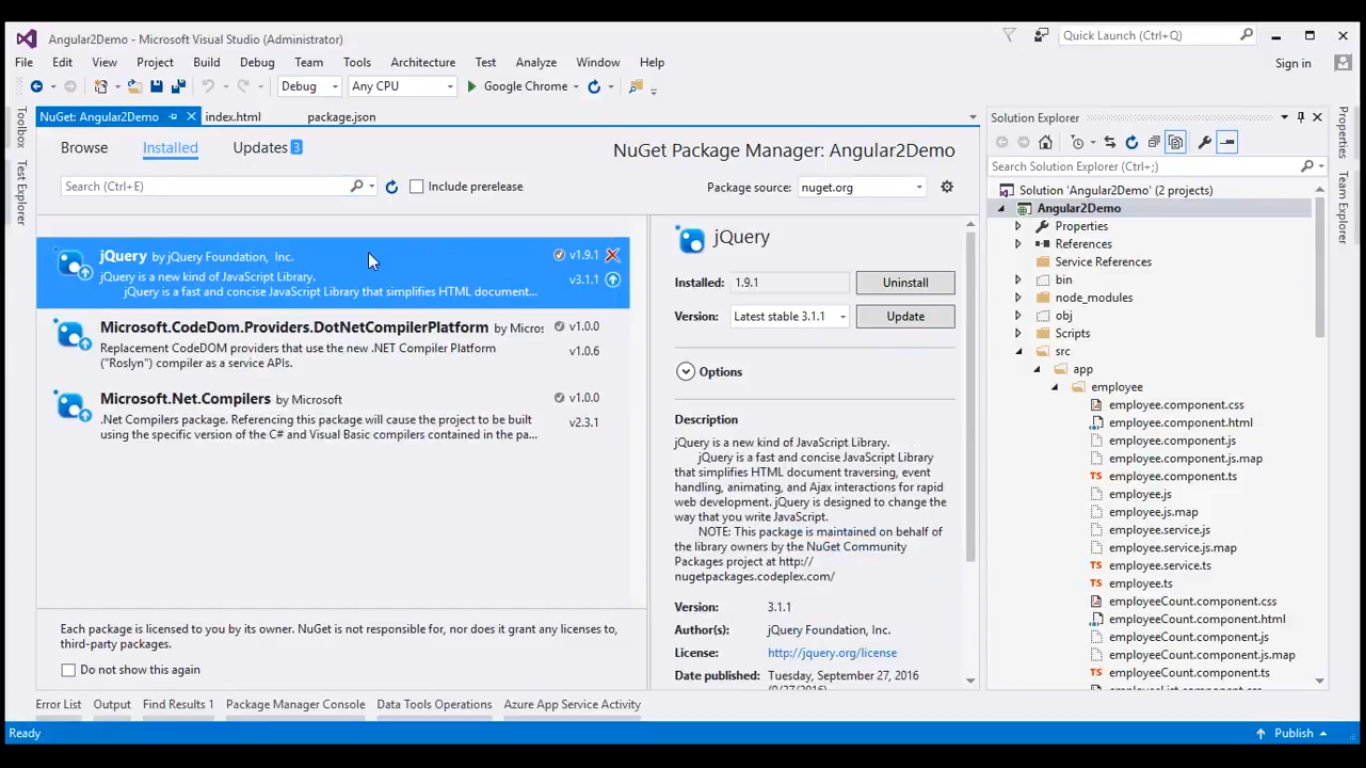 Angular2Demo - Microsoft Visual Studio (Administrator)
Quick Launch (Ctrl+Q)
File Edit View Project Build Debug Team Tools Architecture Test Analyze Window Help
Sign in
Debug Any CPU Google Chrome
NuGet: Angular2Demo index.html package.json
Toolbox
Test Explorer
Browse Installed Updates 3
NuGet Package Manager: Angular2Demo
Search (Ctrl+E)
Include prerelease
Package source: nuget.org
jQuery by jQuery Foundation, Inc.
v1.9.1
jQuery is a new kind of JavaScript Library.
v3.1.1
jQuery is a fast and concise JavaScript Library that simplifies HTML document...
Microsoft.CodeDom.Providers.DotNetCompilerPlatform by Micros
v1.0.0
Replacement CodeDOM providers that use the new .NET Compiler Platform
v1.0.6
("Roslyn") compiler as a service APIs.
Microsoft.Net.Compilers by Microsoft
v1.0.0
.Net Compilers package. Referencing this package will cause the project to be built
v2.3.1
using the specific version of the C# and Visual Basic compilers contained in the pa...
Each package is licensed to you by its owner. NuGet is not responsible for, nor does it grant any licenses to,
third-party packages.
Do not show this again
jQuery
Installed: 1.9.1 Uninstall
Version: Latest stable 3.1.1 Update
Options
Description
jQuery is a new kind of JavaScript Library.
jQuery is a fast and concise JavaScript Library
that simplifies HTML document traversing, event
handling, animating, and Ajax interactions for rapid
web development. jQuery is designed to change the
way that you write JavaScript.
NOTE: This package is maintained on behalf of
the library owners by the NuGet Community
Packages project at http://
nugetpackages.codeplex.com/
Version: 3.1.1
Author(s): jQuery Foundation, Inc.
License: http://jquery.org/license
Date published: Tuesday, September 27, 2016
(9/27/2016)
Solution Explorer
Search Solution Explorer (Ctrl+;)
Solution 'Angular2Demo' (2 projects)
Angular2Demo
Properties
References
Service References
bin
node_modules
obj
Scripts
src
app
employee
employee.component.css
employee.component.html
employee.component.js
employee.component.js.map
employee.component.ts
employee.js
employee.js.map
employee.service.js
employee.service.js.map
employee.service.ts
employee.ts
employeeCount.component.css
employeeCount.component.html
employeeCount.component.js
employeeCount.component.js.map
employeeCount.component.ts
employeeList.component.css
Properties
Team Explorer
Error List Output Find Results 1 Package Manager Console Data Tools Operations Azure App Service Activity
Ready
Publish